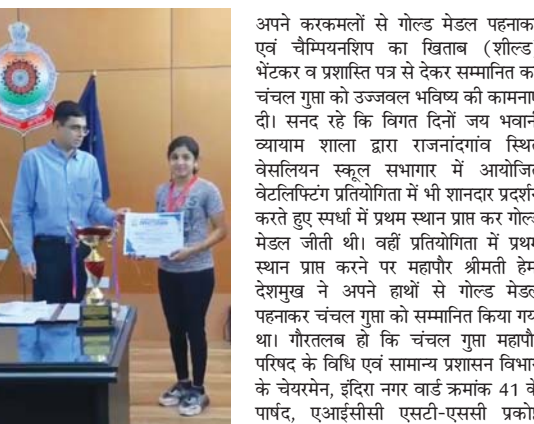 अपने करकमलों से गोल्ड मेडल पहनाक
एवं चैम्पियनशिप का खिताब (शील्ड
भेंटकर व प्रशास्ति पत्र से देकर सम्मानित क
चंचल गुप्ता को उज्जवल भविष्य की कामनाए
दी। सनद रहे कि विगत दिनों जय भवानी
व्यायाम शाला द्वारा राजनांदगांव स्थित
वेसलियन स्कूल सभागार में आयोजि
वेटलिफ्टिंग प्रतियोगिता में भी शानदार प्रदर्शन
करते हुए स्पर्धा में प्रथम स्थान प्राप्त कर गोल्ड
मेडल जीती थी। वहीं प्रतियोगिता में प्रथम
स्थान प्राप्त करने पर महापौर श्रीमती हेम
देशमुख ने अपने हाथों से गोल्ड मेडल
पहनाकर चंचल गुप्ता को सम्मानित किया गय
था। गौरतलब हो कि चंचल गुप्ता महापौ
परिषद के विधि एवं सामान्य प्रशासन विभाग
के चेयरमेन, इंदिरा नगर वार्ड क्रमांक 41 के
पार्षद, एआईसीसी एसटी-एससी प्रकोष्ठ